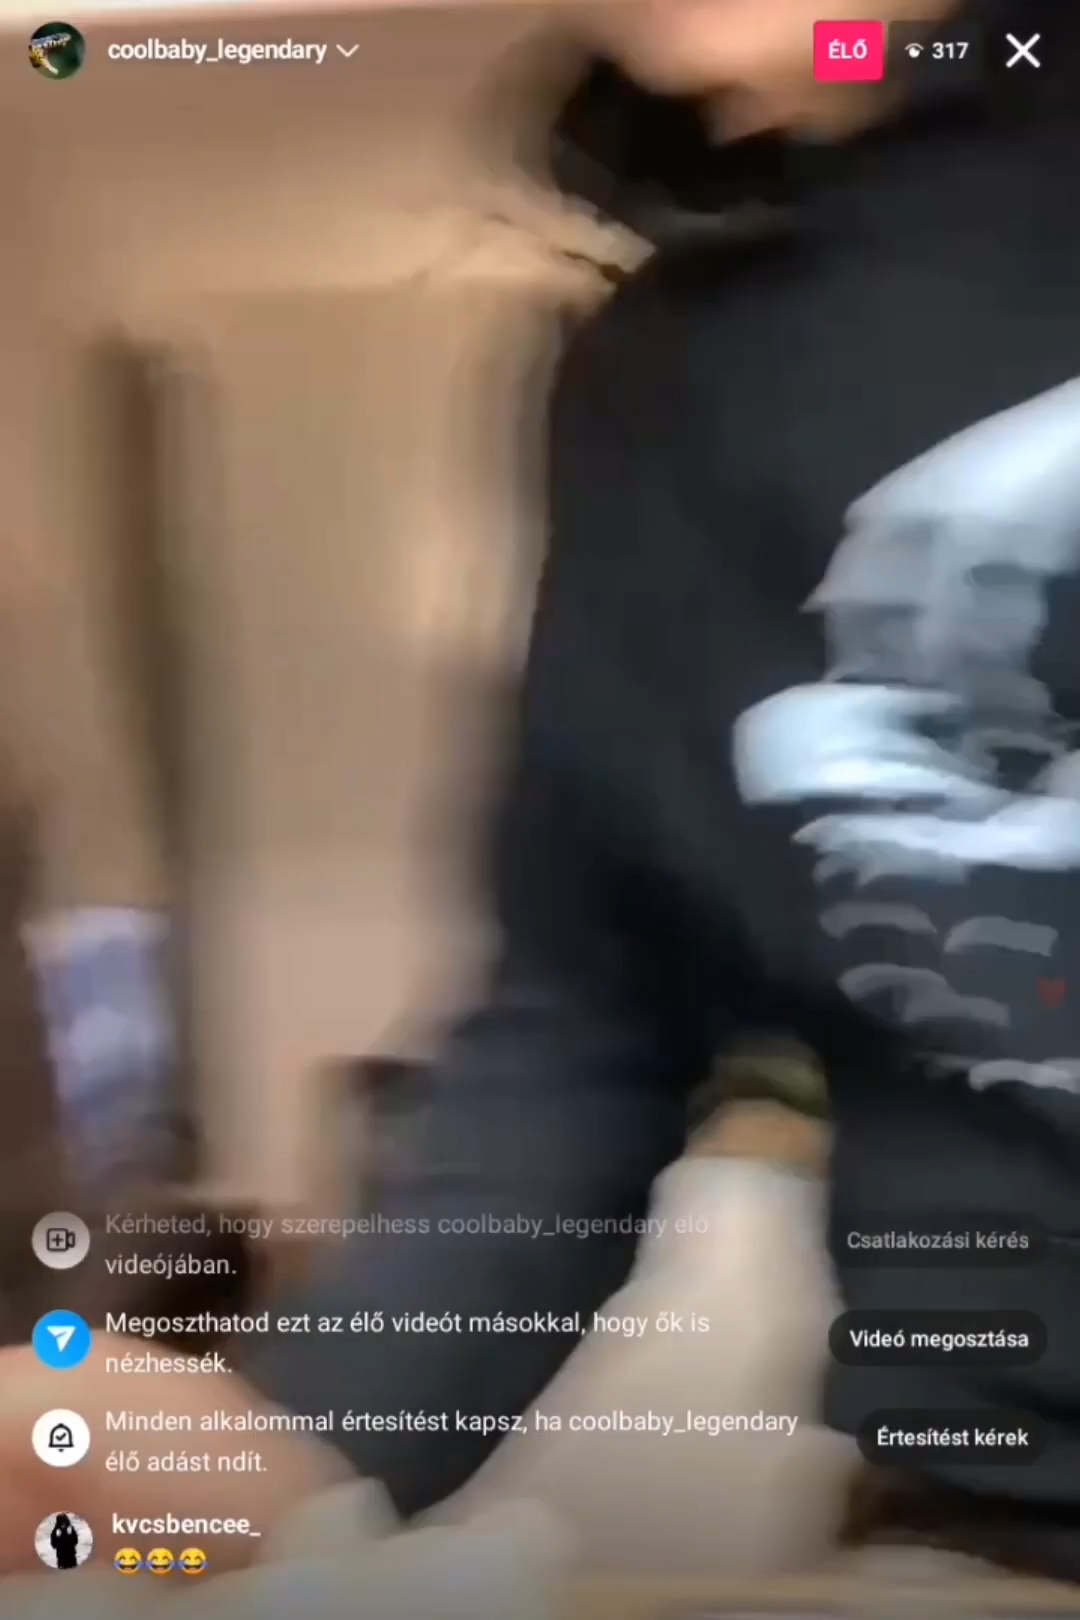 coolbaby_legendary
ÉLŐ
317
Kérheted, hogy szerepelhess coolbaby_legendary élő
videójában.
Csatlakozási kérés
Megoszthatod ezt az élő videót másokkal, hogy ők is
nézhessék.
Videó megosztása
Minden alkalommal értesítést kapsz, ha coolbaby_legendary
élő adást ndít.
Értesítést kérek
kvcsbencee_
😂😂😂